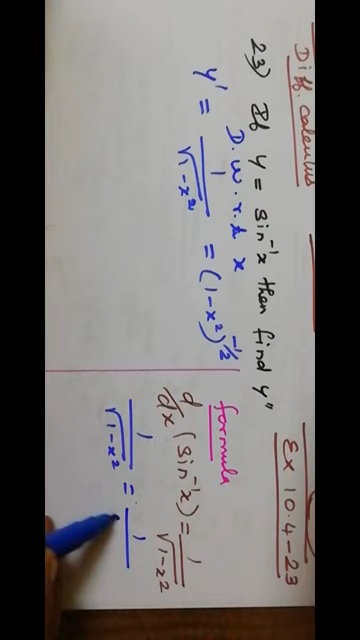 Diff. calculus
Ex 10.4-23
23) If y = sin⁻¹x then find y"
D. w. r. t. x
y' = 1/√1-x² = (1-x²)^-1/2
formula
d/dx (sin⁻¹x) = 1/√1-x²
1/√1-x² = 1/